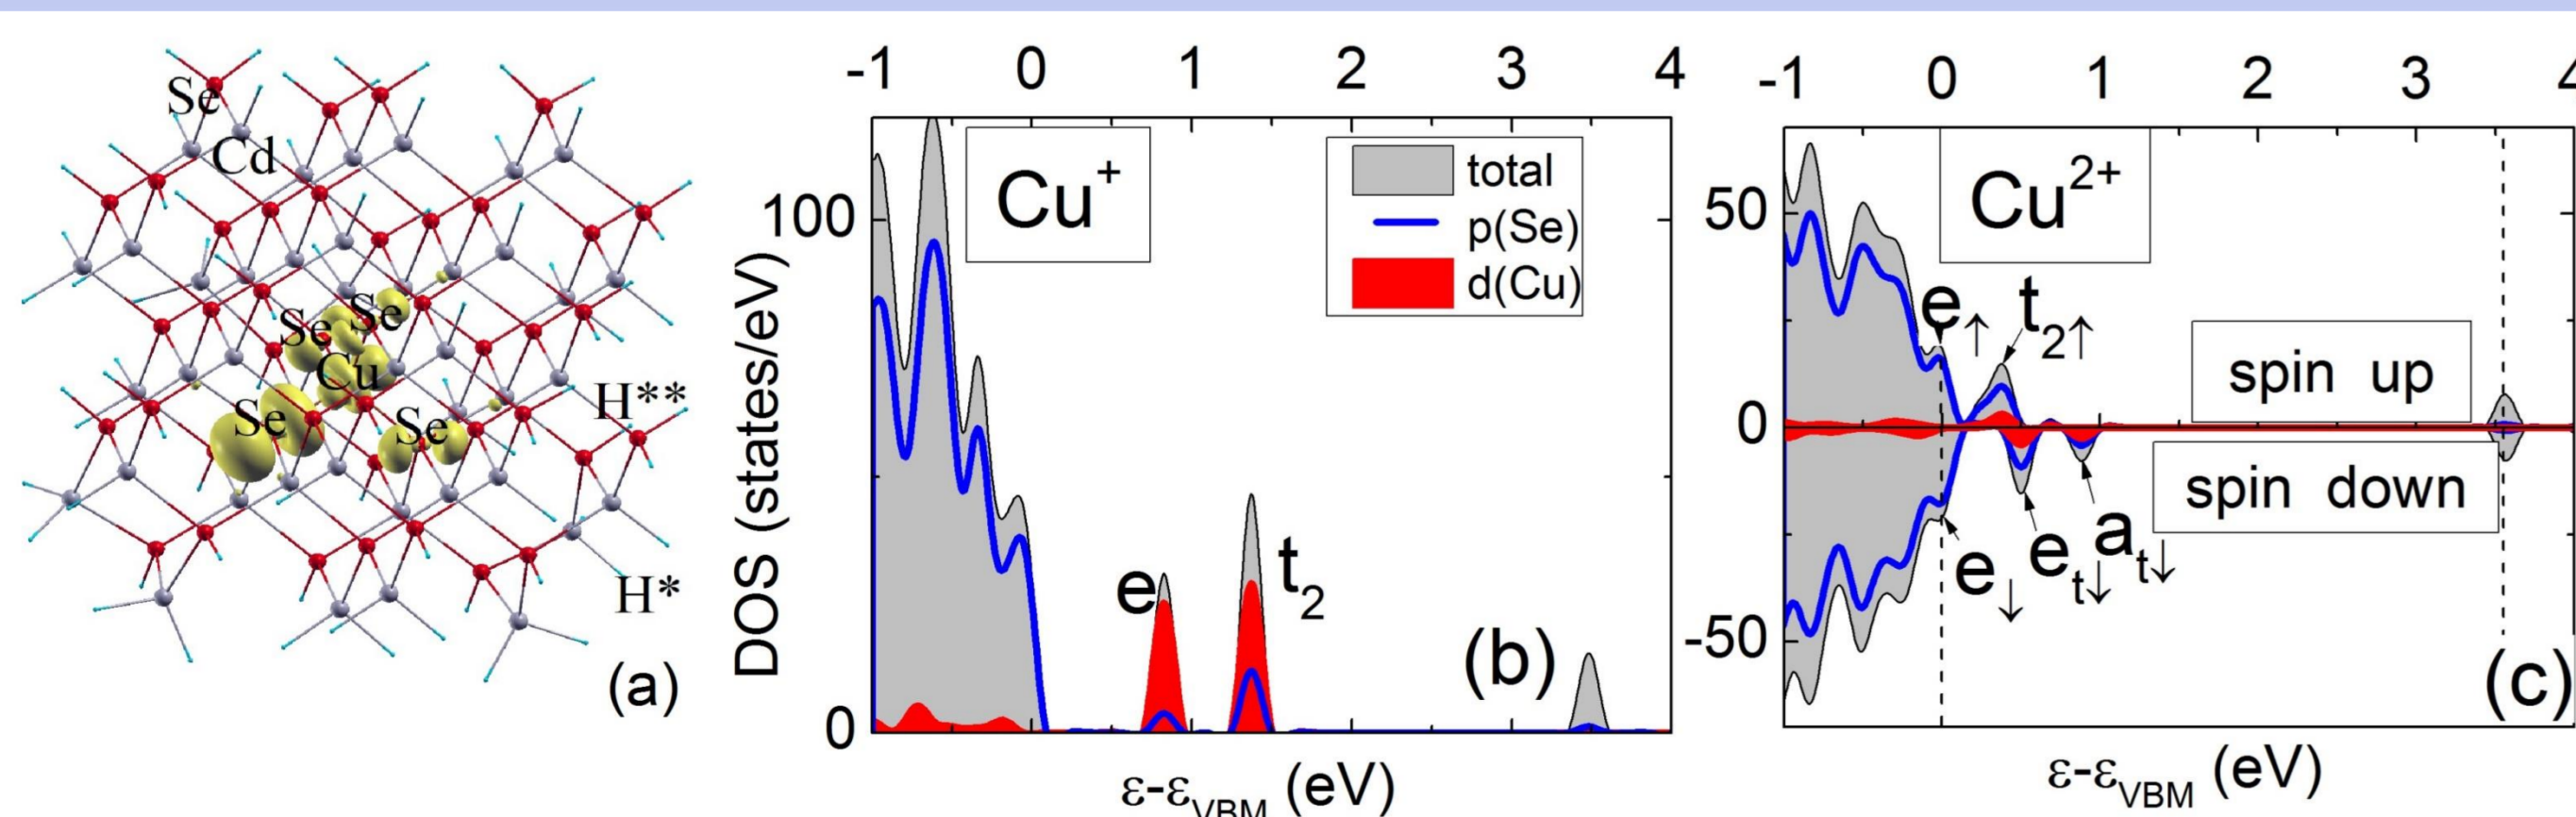 Se
Cd
Se
Se
Cu
Se
Se
H**
H*
(a)
-1 0 1 2 3 4
Cu+
total
p(Se)
d(Cu)
100
0
DOS (states/eV)
e
t2
(b)
ε-εVBM (eV)
-1 0 1 2 3 4
Cu2+
50
0
-50
e↑
t2↑
spin up
spin down
e↓
et↓
at↓
(c)
ε-εVBM (eV)